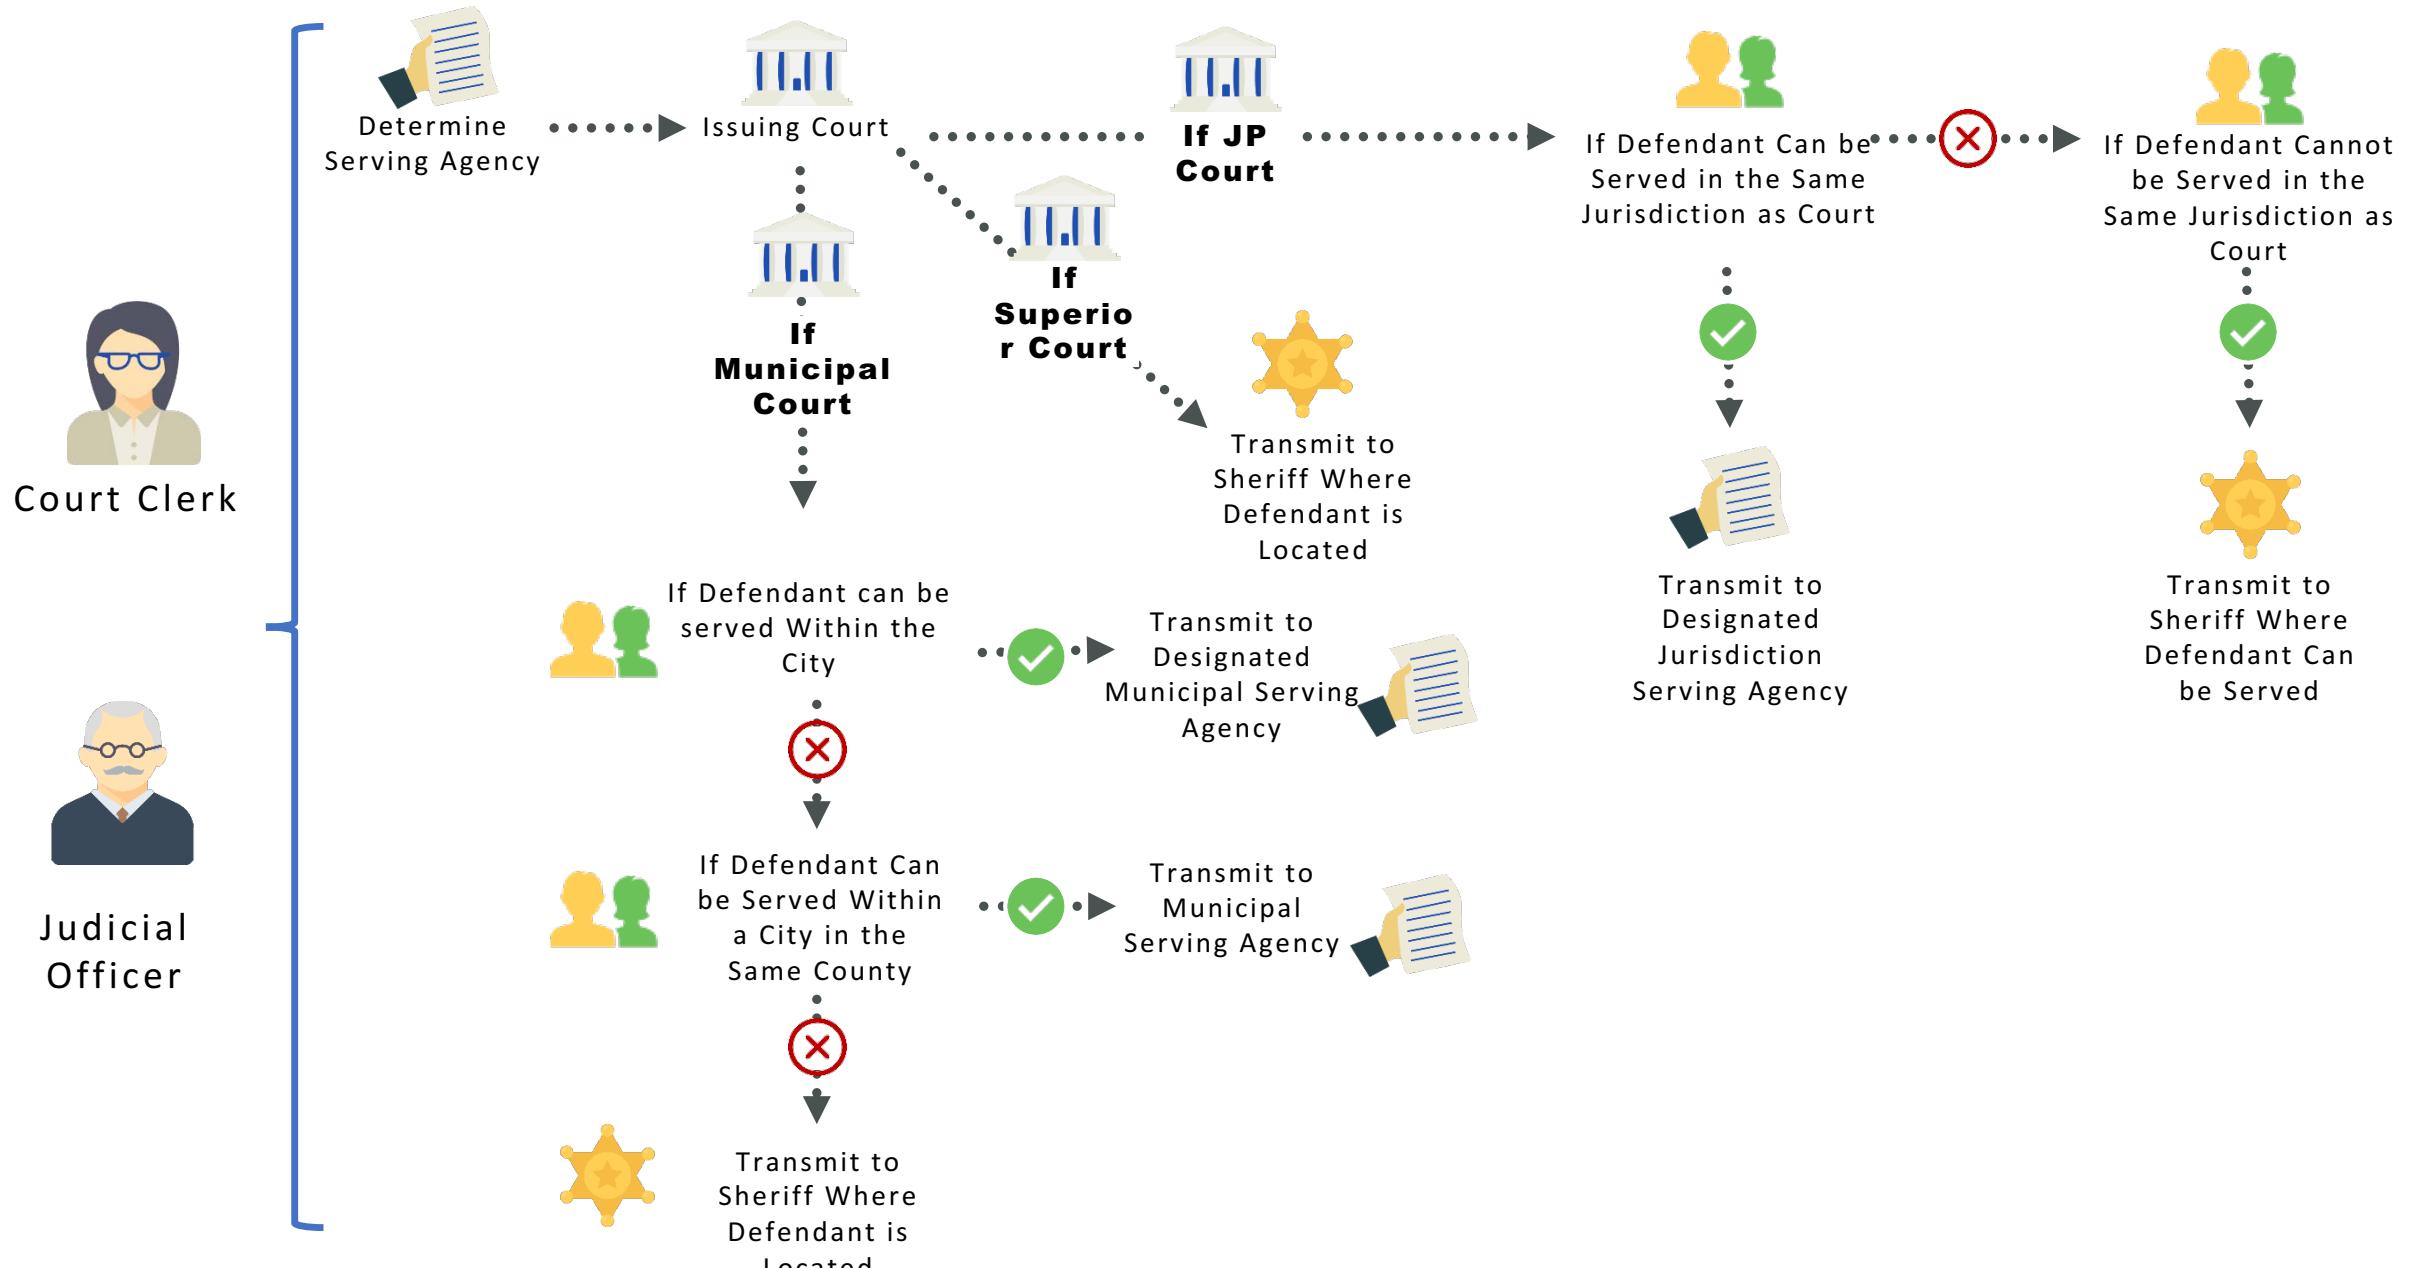 Determine
Serving Agency
Issuing Court
If JP
Court
If Defendant Can be
Served in the Same
Jurisdiction as Court
If Defendant Cannot
be Served in the
Same Jurisdiction as
Court
If
Municipal
Court
If
Superio
r Court
Transmit to
Sheriff Where
Defendant is
Located
Transmit to
Designated
Jurisdiction
Serving Agency
Transmit to
Sheriff Where
Defendant Can
be Served
Court Clerk
If Defendant can be
served Within the
City
Transmit to
Designated
Municipal Serving
Agency
Judicial
Officer
If Defendant Can
be Served Within
a City in the
Same County
Transmit to
Municipal
Serving Agency
Transmit to
Sheriff Where
Defendant is
Located